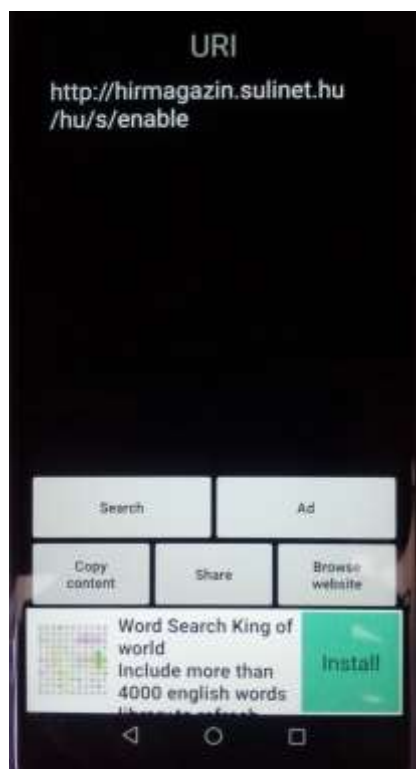 URI
http://hirmagazin.sulinet.hu
/hu/s/enable
Search
Ad
Copy
content
Share
Browse
website
Word Search King of
world
Include more than
4000 english words
Install